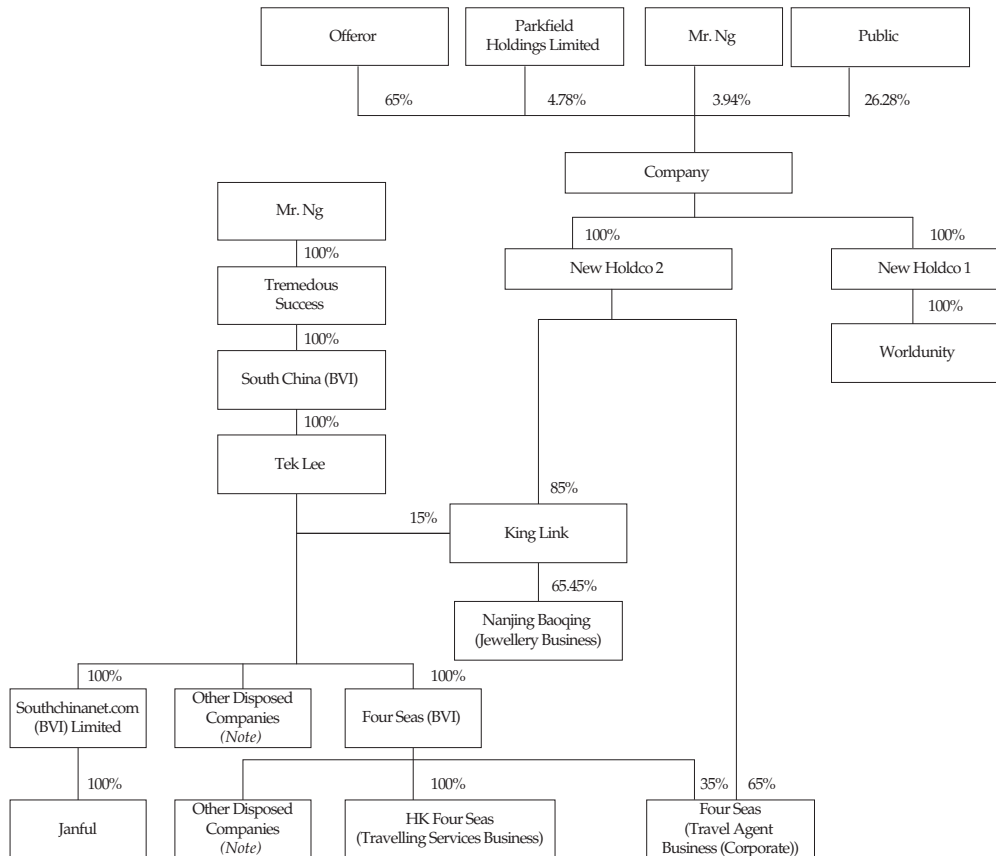 Offeror
Parkfield
Holdings Limited
Mr. Ng
Public
65%
4.78%
3.94%
26.28%
Company
Mr. Ng
100%
100%
100%
New Holdco 2
New Holdco 1
Tremedous
Success
100%
100%
South China (BVI)
Worldunity
100%
Tek Lee
85%
15%
King Link
65.45%
Nanjing Baoqing
(Jewellery Business)
100%
100%
Southchinanet.com
(BVI) Limited
Other Disposed
Companies
(Note)
Four Seas (BVI)
100%
100%
35%
65%
Janful
Other Disposed
Companies
(Note)
HK Four Seas
(Travelling Services Business)
Four Seas
(Travel Agent
Business (Corporate))